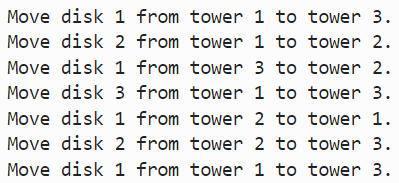 Move disk 1 from tower 1 to tower 3.
Move disk 2 from tower 1 to tower 2.
Move disk 1 from tower 3 to tower 2.
Move disk 3 from tower 1 to tower 3.
Move disk 1 from tower 2 to tower 1.
Move disk 2 from tower 2 to tower 3.
Move disk 1 from tower 1 to tower 3.